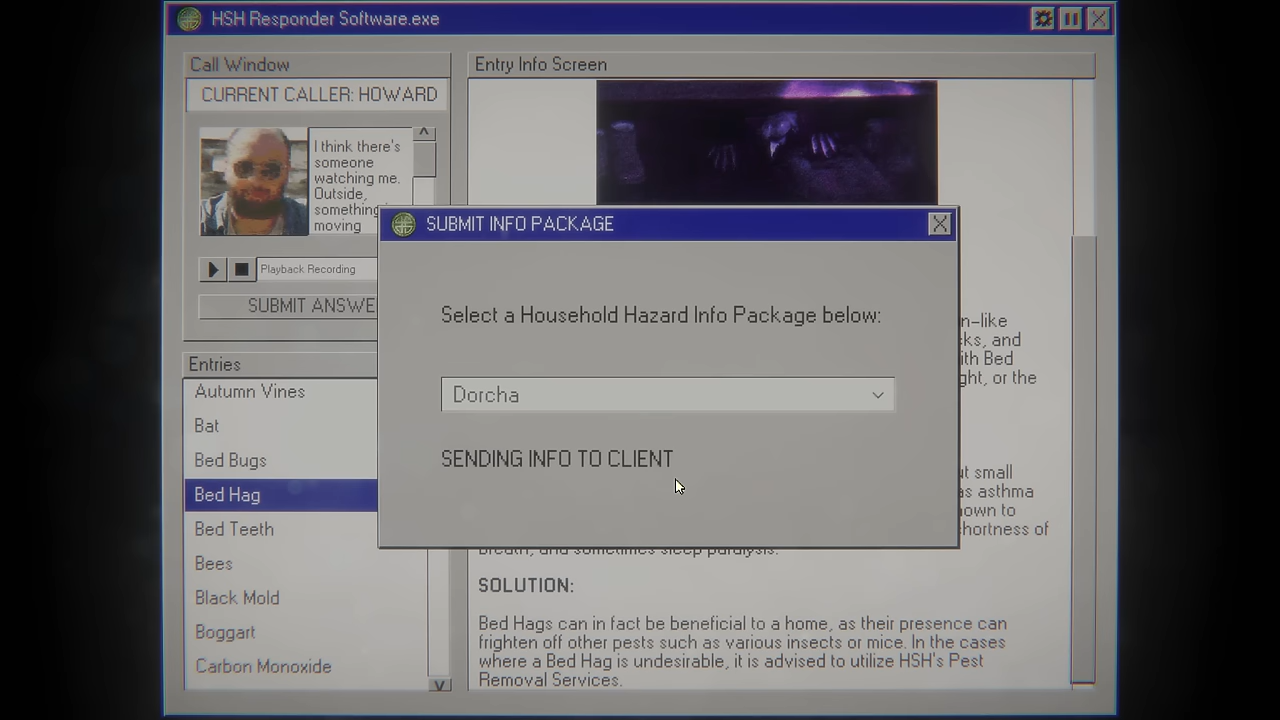 HSH Responder Software.exe
Call Window
CURRENT CALLER: HOWARD
I think there's
someone
watching me.
Outside,
something
moving
Playback Recording
SUBMIT ANSWE
Entries
Autumn Vines
Bat
Bed Bugs
Bed Hag
Bed Teeth
Bees
Black Mold
Boggart
Carbon Monoxide
Entry Info Screen
SUBMIT INFO PACKAGE
Select a Household Hazard Info Package below:
Dorcha
SENDING INFO TO CLIENT
n-like
cks, and
ith Bed
ght, or the
ut small
as asthma
nown to
shortness of
breath, and sometimes sleep paralysis.
SOLUTION:
Bed Hags can in fact be beneficial to a home, as their presence can
frighten off other pests such as various insects or mice. In the cases
where a Bed Hag is undesirable, it is advised to utilize HSH's Pest
Removal Services.